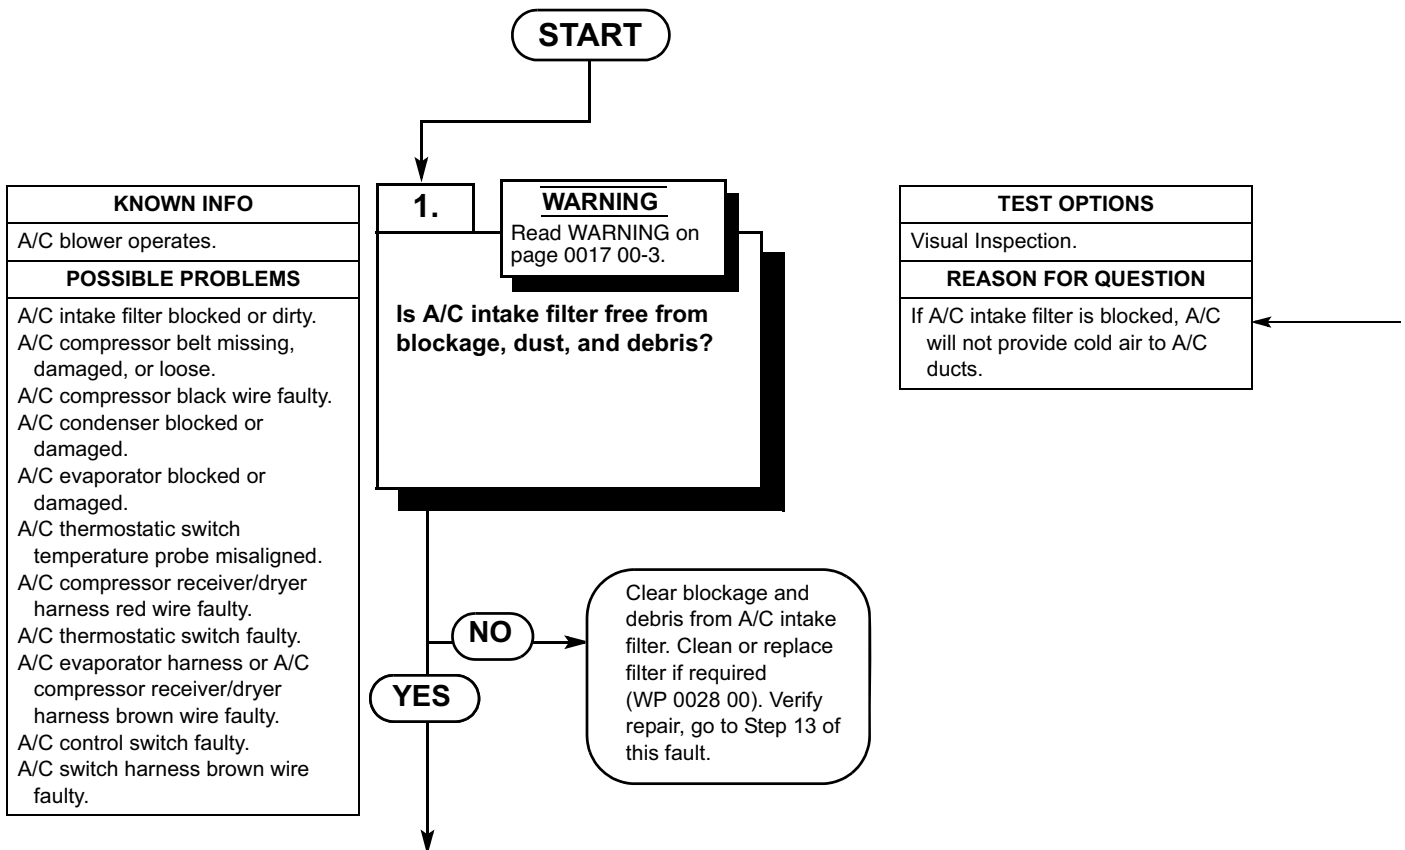 START
KNOWN INFO
A/C blower operates.
POSSIBLE PROBLEMS
A/C intake filter blocked or dirty.
A/C compressor belt missing,
damaged, or loose.
A/C compressor black wire faulty.
A/C condenser blocked or
damaged.
A/C evaporator blocked or
damaged.
A/C thermostatic switch
temperature probe misaligned.
A/C compressor receiver/dryer
harness red wire faulty.
A/C thermostatic switch faulty.
A/C evaporator harness or A/C
compressor receiver/dryer
harness brown wire faulty.
A/C control switch faulty.
A/C switch harness brown wire
faulty.
1.
WARNING
Read WARNING on
page 0017 00-3.
Is A/C intake filter free from
blockage, dust, and debris?
TEST OPTIONS
Visual Inspection.
REASON FOR QUESTION
If A/C intake filter is blocked, A/C
will not provide cold air to A/C
ducts.
NO
Clear blockage and
debris from A/C intake
filter. Clean or replace
filter if required
(WP 0028 00). Verify
repair, go to Step 13 of
this fault.
YES